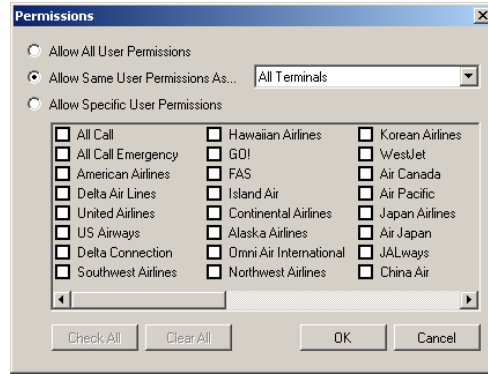 Permissions
Allow All User Permissions
Allow Same User Permissions As... All Terminals
Allow Specific User Permissions
All Call Hawaiian Airlines Korean Airlines
All Call Emergency GO! WestJet
American Airlines FAS Air Canada
Delta Air Lines Island Air Air Pacific
United Airlines Continental Airlines Japan Airlines
US Airways Alaska Airlines Air Japan
Delta Connection Omni Air International JALways
Southwest Airlines Northwest Airlines China Air
Check All Clear All OK Cancel